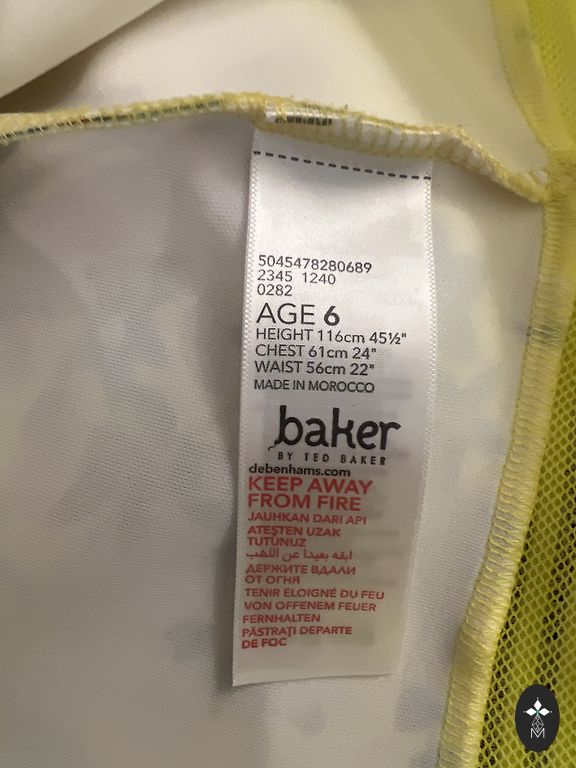 5045478280689
2345 1240
0282
AGE 6
HEIGHT 116cm 45½"
CHEST 61cm 24"
WAIST 56cm 22"
MADE IN MOROCCO
baker
BY TED BAKER
debenhams.com
KEEP AWAY
FROM FIRE
JAUHKAN DARI API
ATEŞTEN UZAK
TUTUNUZ
ابقه بعيدا عن اللهب
ДЕРЖИТЕ ВДАЛИ
ОТ ОГНЯ
TENIR ÉLOIGNÉ DU FEU
VON OFFENEM FEUER
FERNHALTEN
PĂSTRAŢI DEPARTE
DE FOC
M